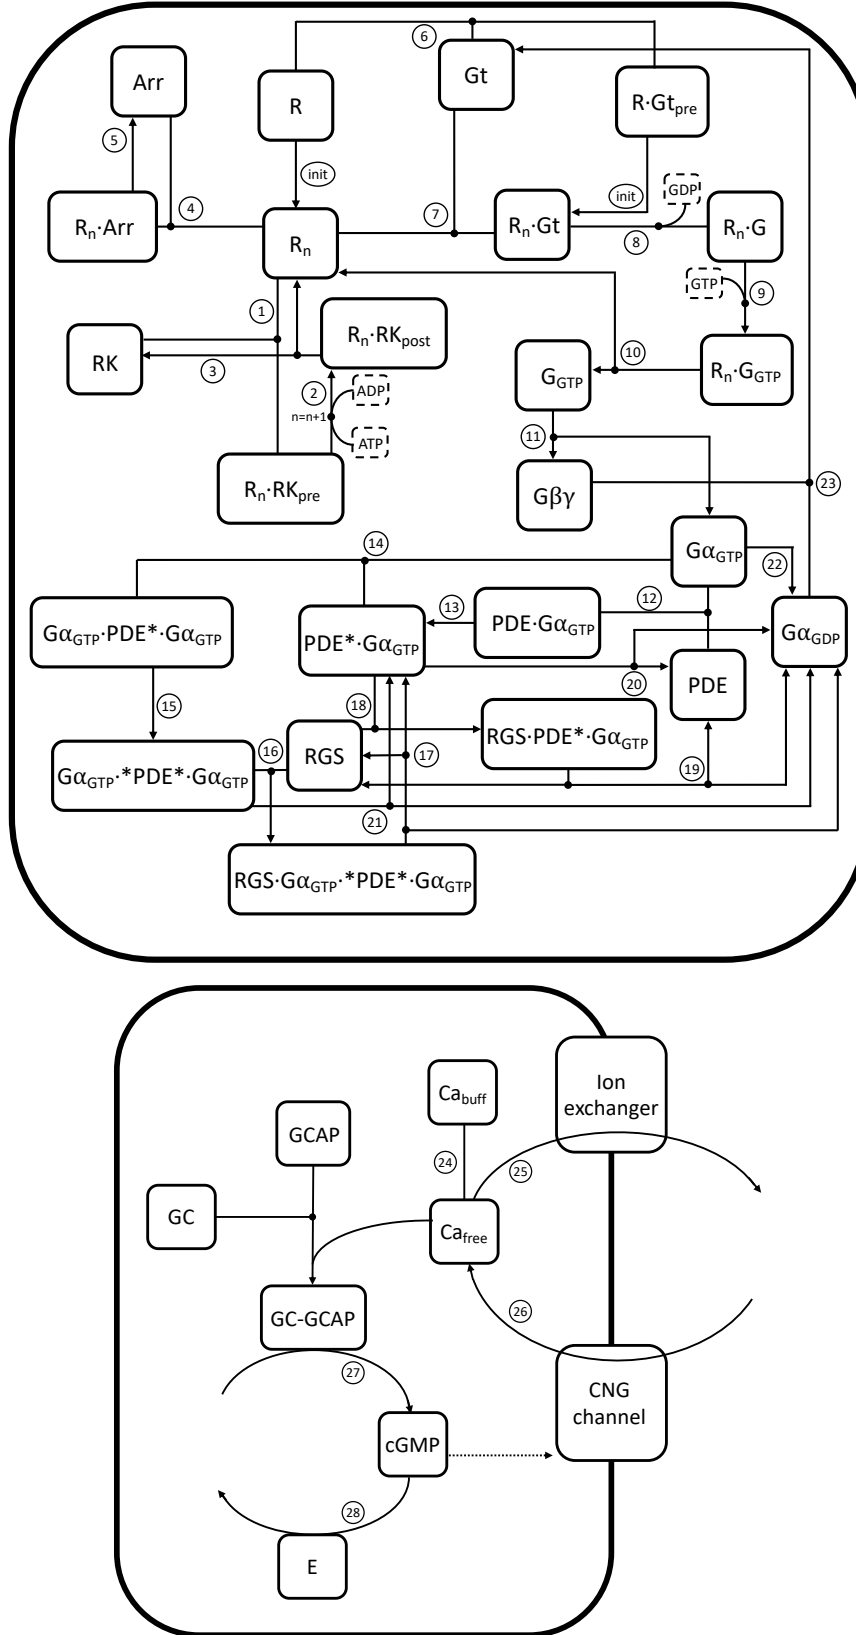 6
Arr
Gt
R
R·Gt_pre
5
init
init
GDP
R_n·Arr
4
R_n
7
R_n·Gt
8
R_n·G
1
GTP
9
RK
3
R_n·RK_post
10
G_GTP
R_n·G_GTP
2
ADP
n=n+1
ATP
11
R_n·RK_pre
Gβγ
23
14
Gα_GTP
22
Gα_GTP·PDE*·Gα_GTP
PDE*·Gα_GTP
13
PDE·Gα_GTP
12
Gα_GDP
20
PDE
15
18
16
RGS
17
RGS·PDE*·Gα_GTP
19
Gα_GTP·*PDE*·Gα_GTP
21
RGS·Gα_GTP·*PDE*·Gα_GTP
Ion
exchanger
Ca_buff
GCAP
24
25
GC
Ca_free
GC-GCAP
26
27
CNG
channel
cGMP
28
E